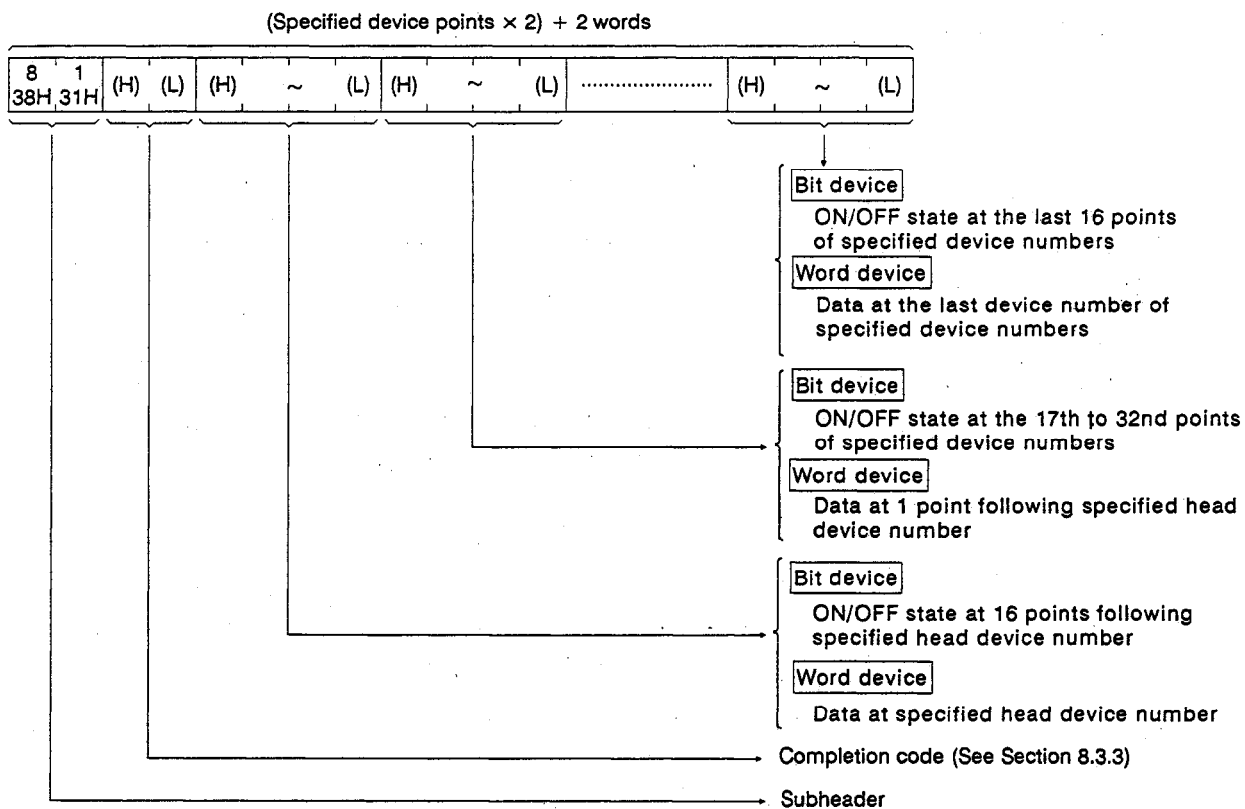 (Specified device points × 2) + 2 words
8 1 (H) (L) (H) ~ (L) (H) ~ (L) ..................... (H) ~ (L)
38H 31H
Bit device
ON/OFF state at the last 16 points
of specified device numbers
Word device
Data at the last device number of
specified device numbers
Bit device
ON/OFF state at the 17th to 32nd points
of specified device numbers
Word device
Data at 1 point following specified head
device number
Bit device
ON/OFF state at 16 points following
specified head device number
Word device
Data at specified head device number
Completion code (See Section 8.3.3)
Subheader